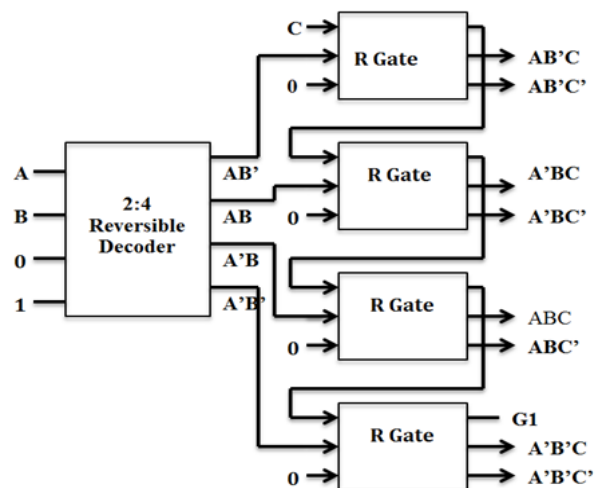 C
R Gate
AB'C
0
AB'C'
A
B
0
1
2:4
Reversible
Decoder
AB'
AB
A'B
A'B'
R Gate
A'BC
0
A'BC'
R Gate
ABC
0
ABC'
R Gate
G1
A'B'C
0
A'B'C'